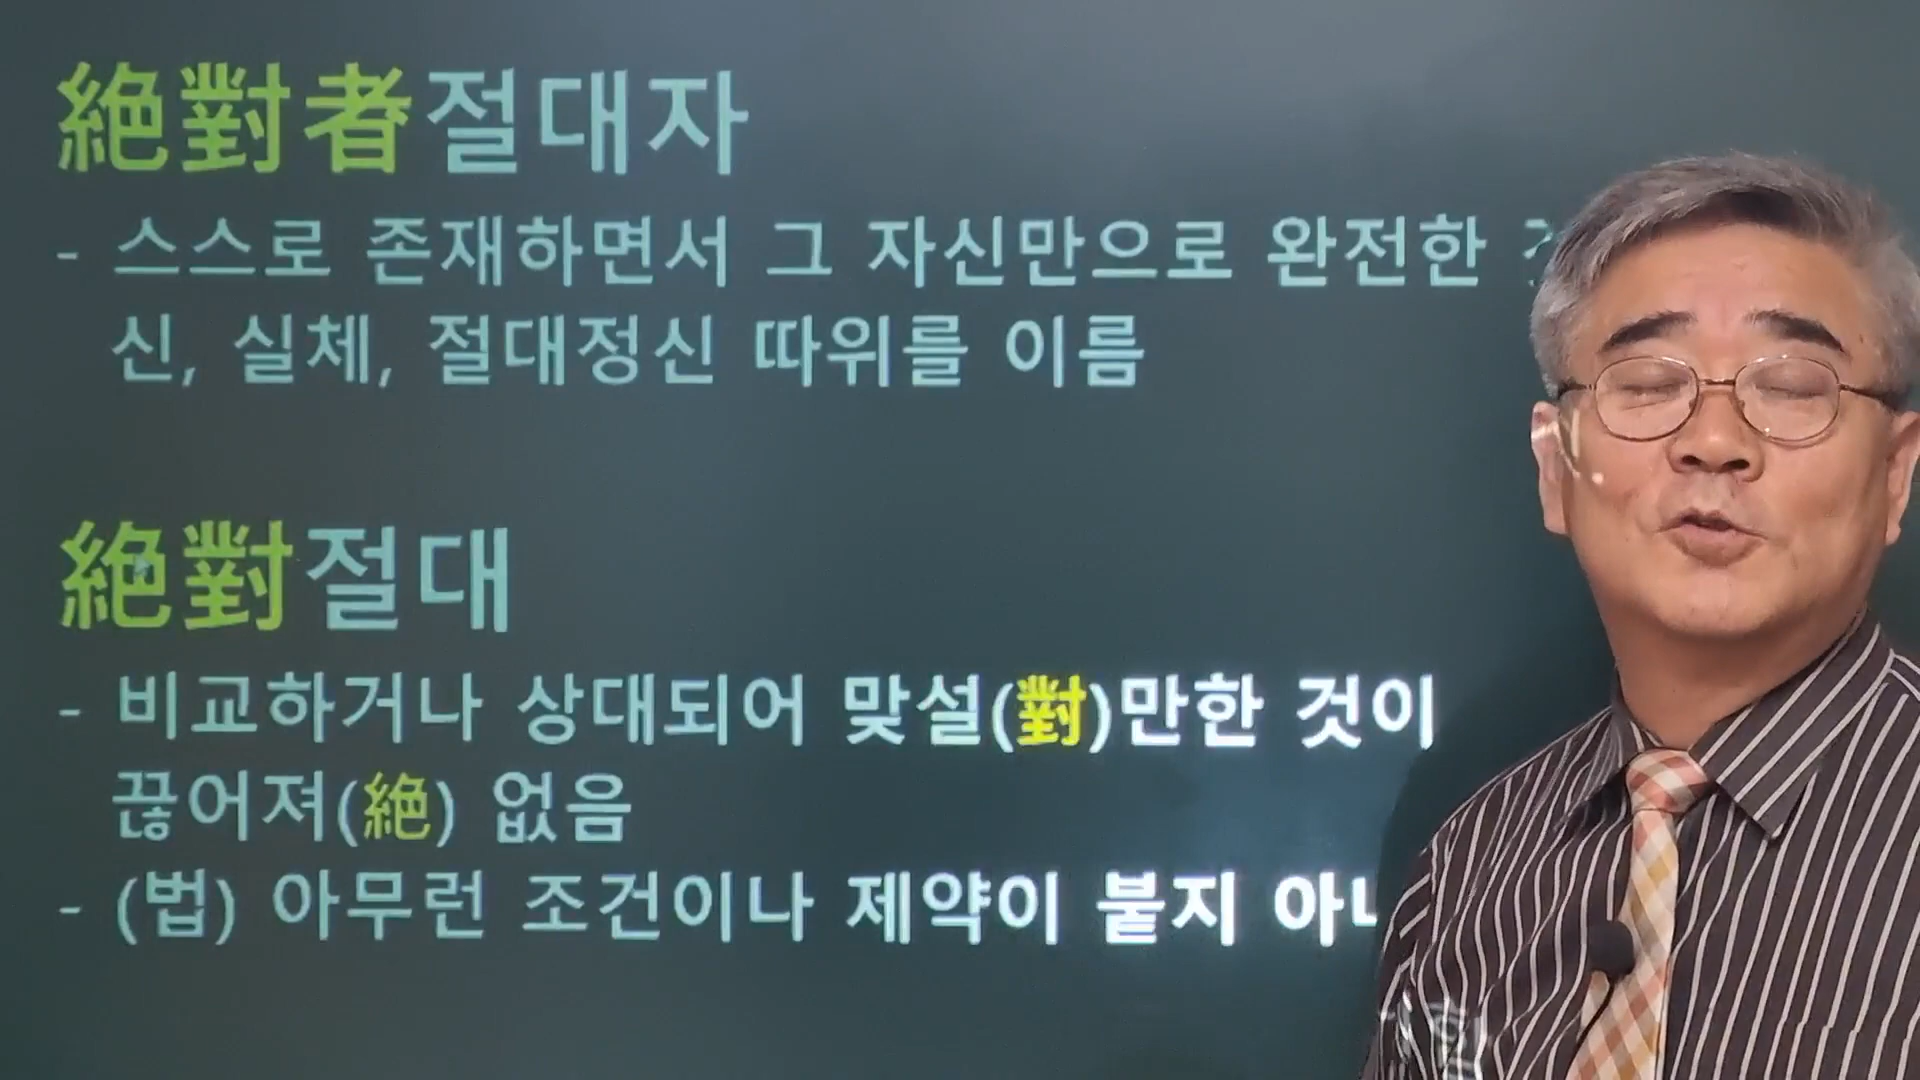 絶對者절대자
- 스스로 존재하면서 그 자신만으로 완전한
신, 실체, 절대정신 따위를 이름
絶對절대
- 비교하거나 상대되어 맞설(對)만한 것이
끊어져(絶) 없음
- (법) 아무런 조건이나 제약이 붙지